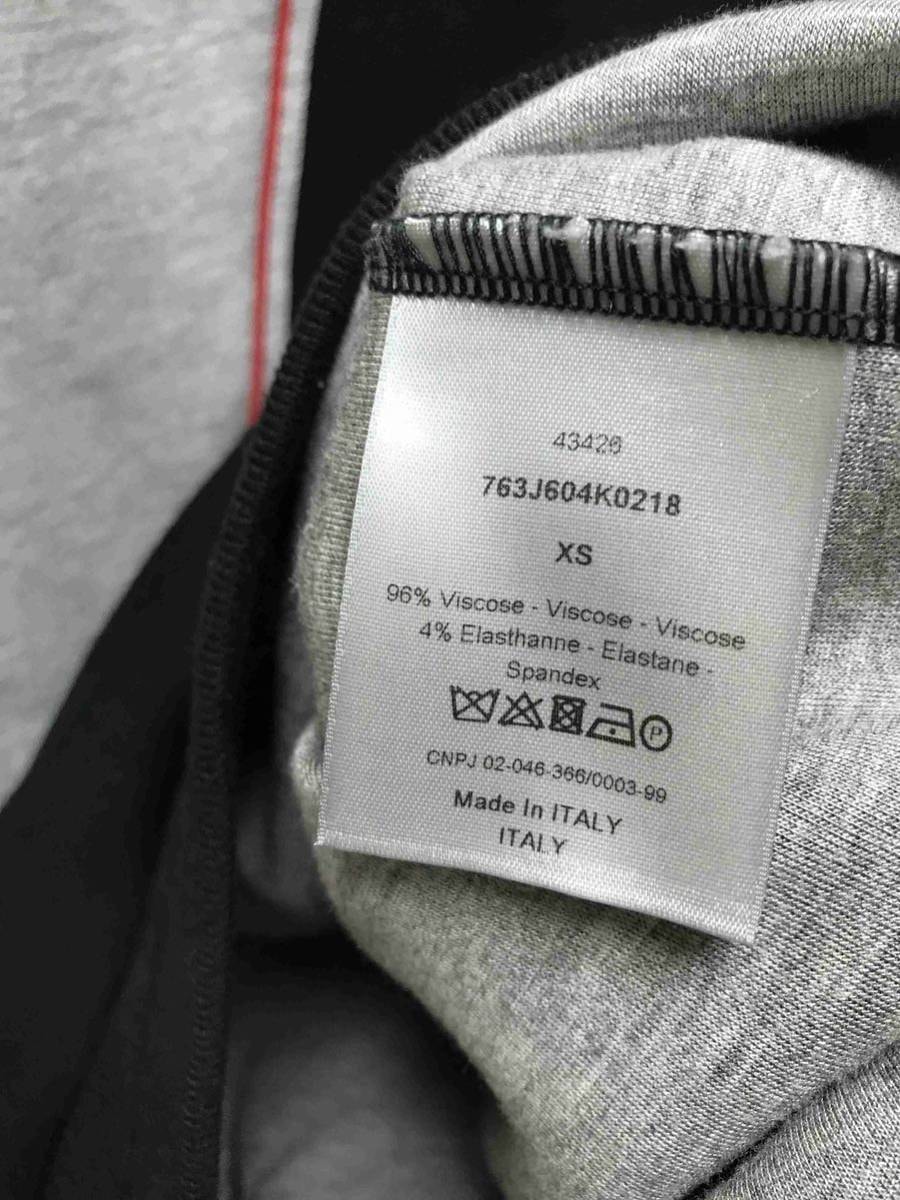 43426
763J604K0218
XS
96% Viscose - Viscose - Viscose
4% Elasthanne - Elastane -
Spandex
P
CNPJ 02-046-366/0003-99
Made In ITALY
ITALY